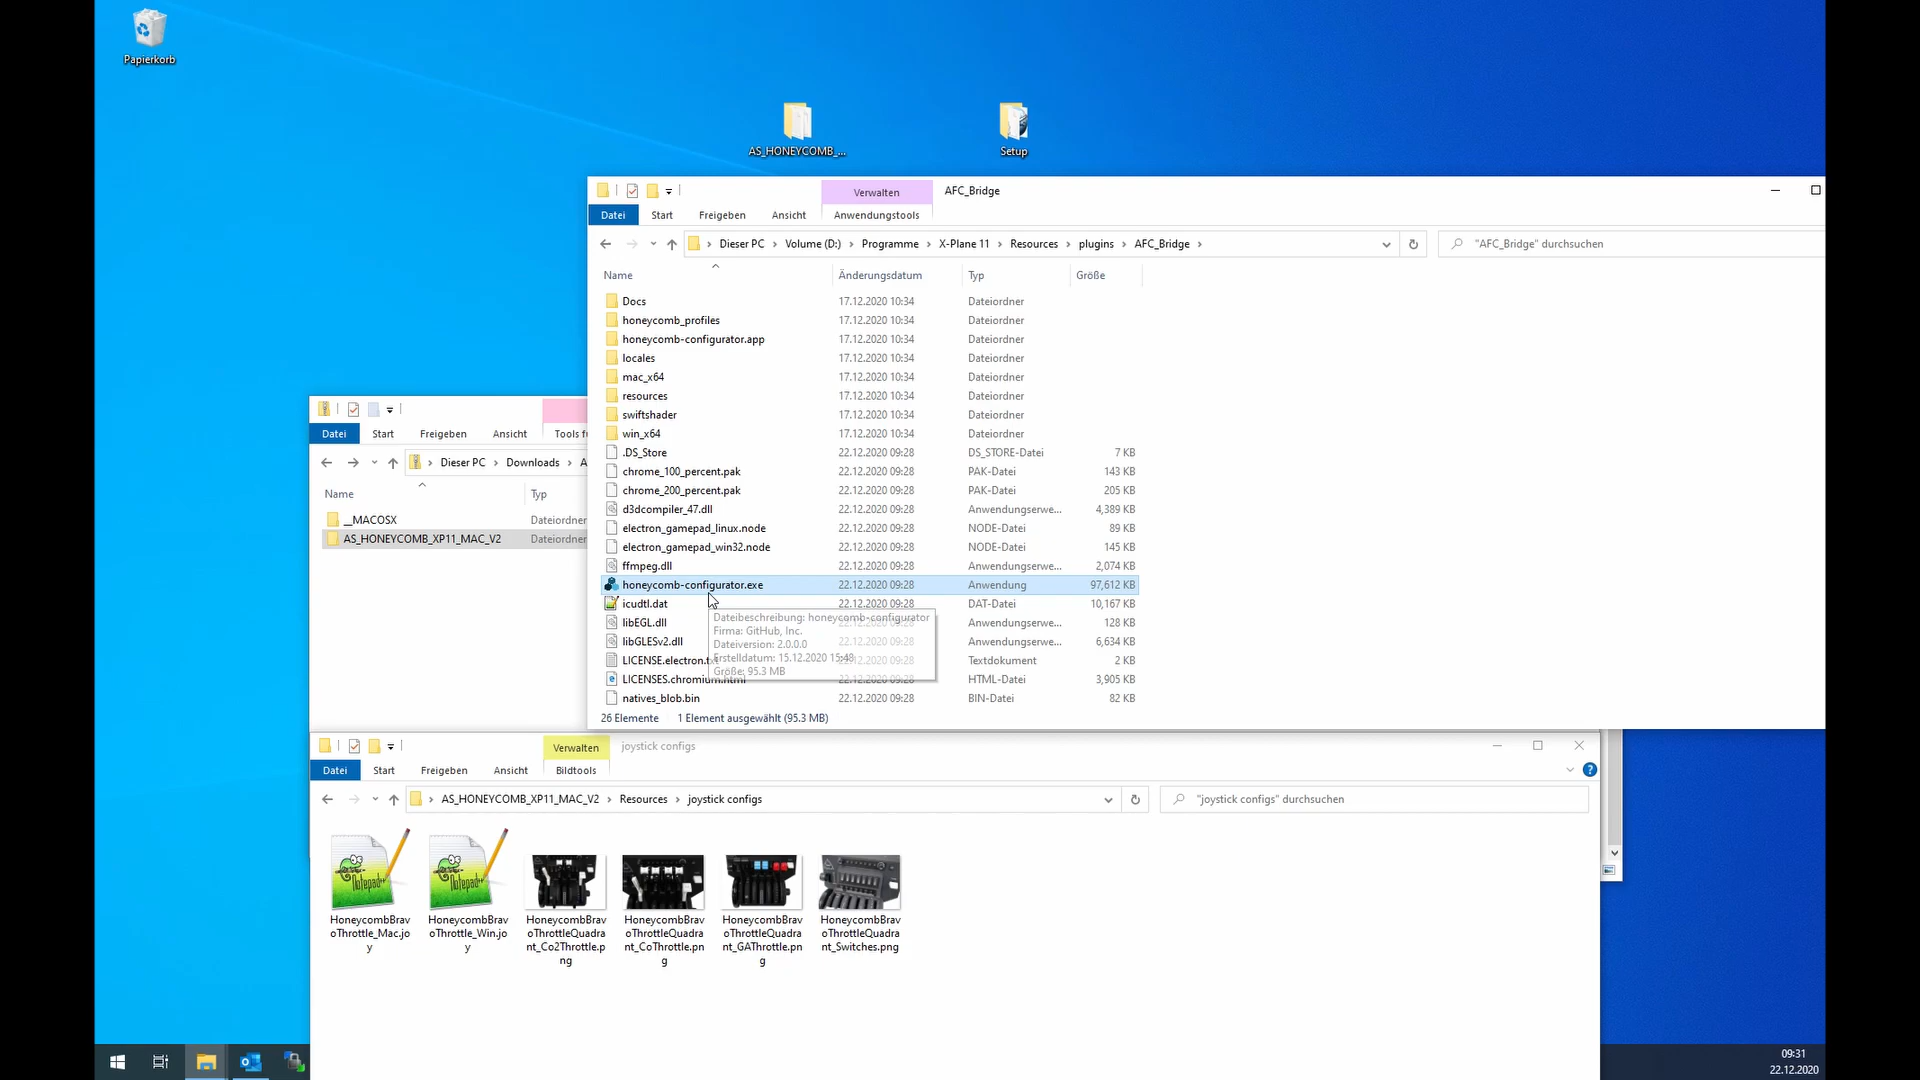 Papierkorb
AS_HONEYCOMB_...
Setup
Verwalten
AFC_Bridge
Datei
Start
Freigeben
Ansicht
Anwendungstools
Dieser PC
Volume (D:)
Programme
X-Plane 11
Resources
plugins
AFC_Bridge
"AFC_Bridge" durchsuchen
Name Änderungsdatum Typ Größe
Docs 17.12.2020 10:34 Dateiordner
honeycomb_profiles 17.12.2020 10:34 Dateiordner
honeycomb-configurator.app 17.12.2020 10:34 Dateiordner
locales 17.12.2020 10:34 Dateiordner
mac_x64 17.12.2020 10:34 Dateiordner
resources 17.12.2020 10:34 Dateiordner
swiftshader 17.12.2020 10:34 Dateiordner
win_x64 17.12.2020 10:34 Dateiordner
.DS_Store 22.12.2020 09:28 DS_STORE-Datei 7 KB
chrome_100_percent.pak 22.12.2020 09:28 PAK-Datei 143 KB
chrome_200_percent.pak 22.12.2020 09:28 PAK-Datei 205 KB
d3dcompiler_47.dll 22.12.2020 09:28 Anwendungserwe... 4,389 KB
electron_gamepad_linux.node 22.12.2020 09:28 NODE-Datei 89 KB
electron_gamepad_win32.node 22.12.2020 09:28 NODE-Datei 145 KB
ffmpeg.dll 22.12.2020 09:28 Anwendungserwe... 2,074 KB
honeycomb-configurator.exe 22.12.2020 09:28 Anwendung 97,612 KB
icudtl.dat 22.12.2020 09:28 DAT-Datei 10,167 KB
libEGL.dll 22.12.2020 09:28 Anwendungserwe... 128 KB
libGLESv2.dll 22.12.2020 09:28 Anwendungserwe... 6,634 KB
LICENSE.electron.t 22.12.2020 09:28 Textdokument 2 KB
LICENSES.chromium.html 22.12.2020 09:28 HTML-Datei 3,905 KB
natives_blob.bin 22.12.2020 09:28 BIN-Datei 82 KB
Dateibeschreibung: honeycomb-configurator
Firma: GitHub, Inc.
Dateiversion: 2.0.0.0
Erstelldatum: 15.12.2020 15:48
Größe: 95.3 MB
26 Elemente 1 Element ausgewählt (95.3 MB)
Datei
Start
Freigeben
Ansicht
Tools f
Dieser PC
Downloads
A
Name Typ
__MACOSX Dateiordner
AS_HONEYCOMB_XP11_MAC_V2 Dateiordner
Verwalten
joystick configs
Datei
Start
Freigeben
Ansicht
Bildtools
AS_HONEYCOMB_XP11_MAC_V2
Resources
joystick configs
"joystick configs" durchsuchen
Notepad++
HoneycombBrav
oThrottle_Mac.jo
y
Notepad++
HoneycombBrav
oThrottle_Win.jo
y
HoneycombBrav
oThrottleQuadra
nt_Co2Throttle.p
ng
HoneycombBrav
oThrottleQuadra
nt_CoThrottle.pn
g
HoneycombBrav
oThrottleQuadra
nt_GAThrottle.pn
g
HoneycombBrav
oThrottleQuadra
nt_Switches.png
09:31
22.12.2020